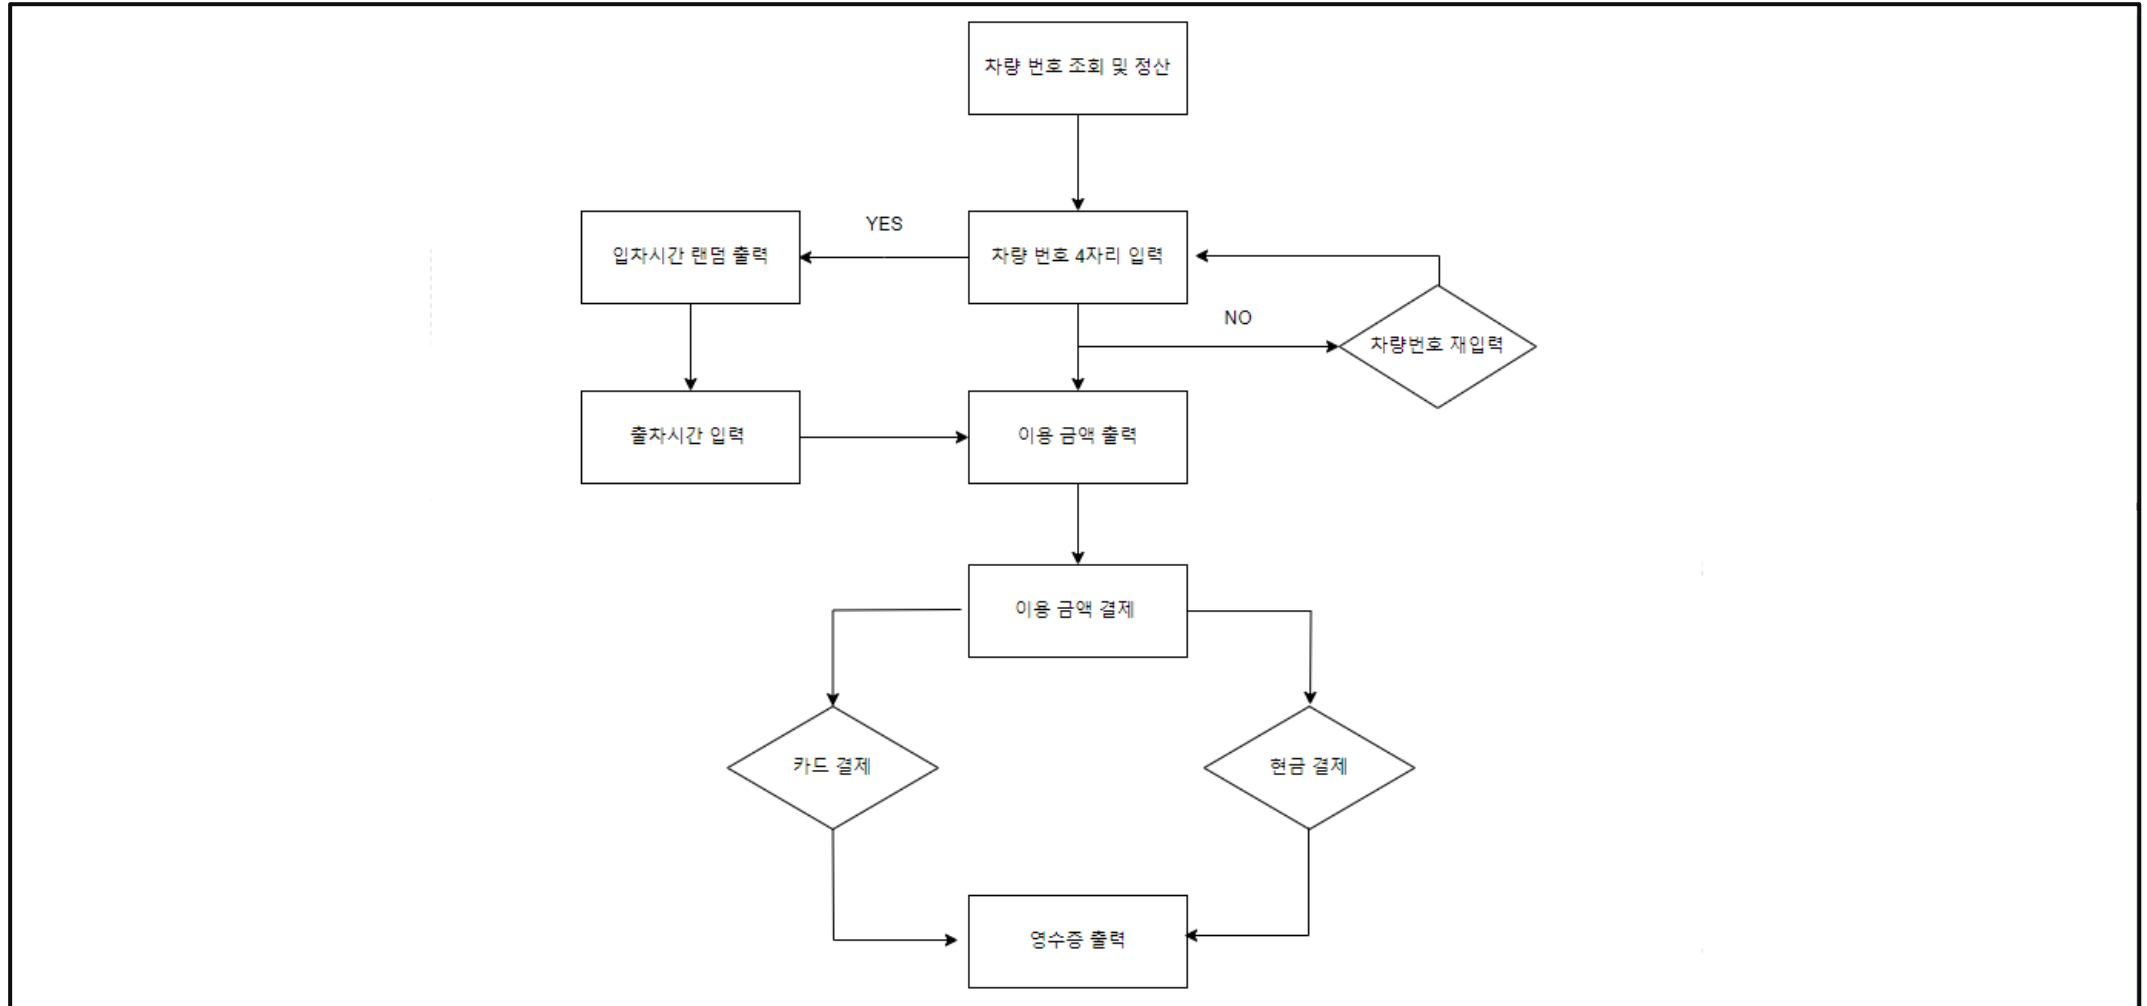 차량 번호 조회 및 정산
YES
입차시간 랜덤 출력
차량 번호 4자리 입력
NO
차량번호 재입력
출차시간 입력
이용 금액 출력
이용 금액 결제
카드 결제
현금 결제
영수증 출력